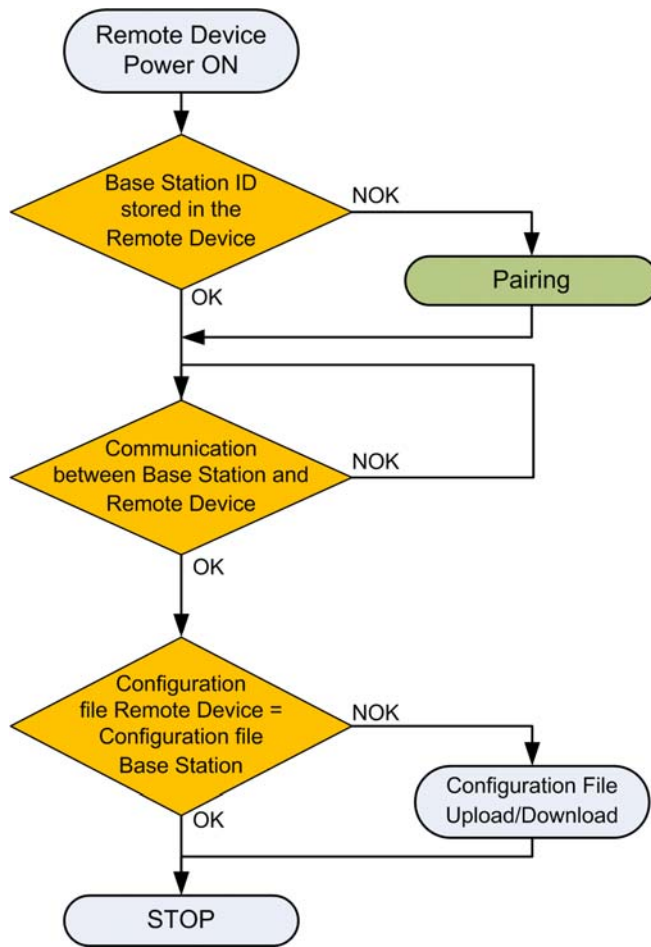 Remote Device
Power ON
Base Station ID
stored in the
Remote Device
NOK
Pairing
OK
Communication
between Base Station and
Remote Device
NOK
OK
Configuration
file Remote Device =
Configuration file
Base Station
NOK
Configuration File
Upload/Download
OK
STOP